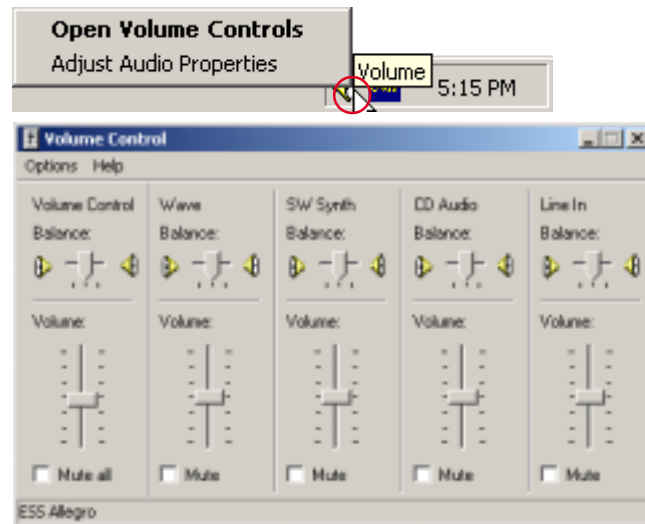 Open Volume Controls
Adjust Audio Properties
Volume
5:15 PM
Volume Control
Options Help
Volume Control Wave SW Synth CD Audio Line In
Balance: Balance: Balance: Balance: Balance:
Volume: Volume: Volume: Volume: Volume:
Mute all Mute Mute Mute Mute
ESS Allegro